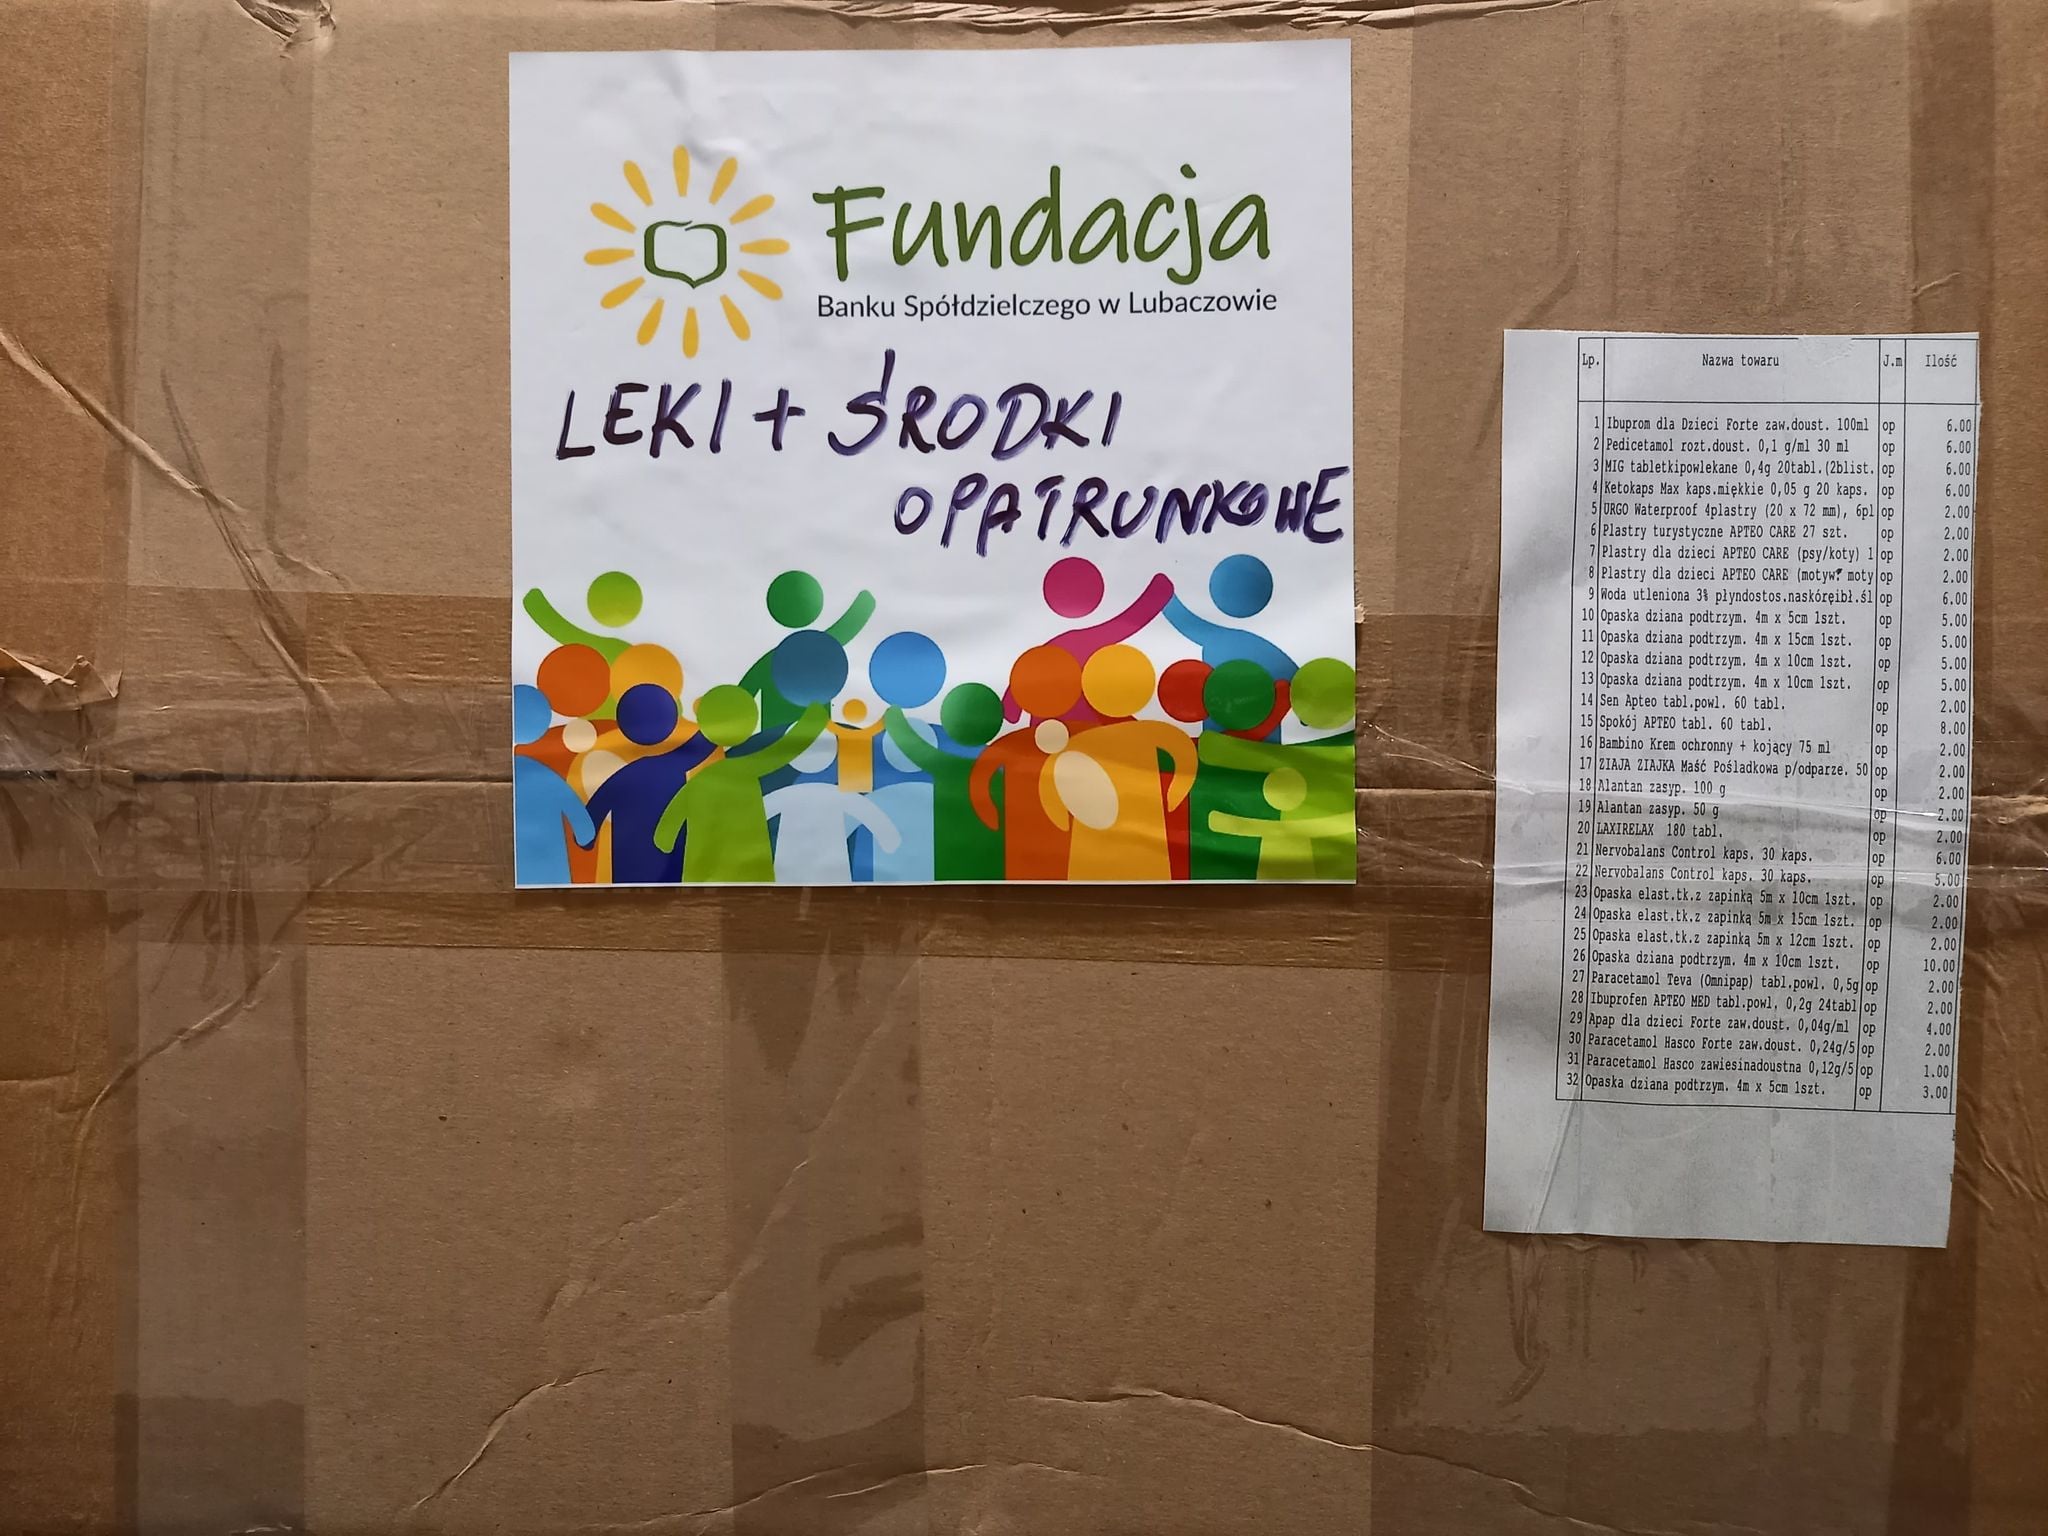 Fundacja
Banku Spółdzielczego w Lubaczowie
LEKI + ŚRODKI
OPATRUNKOWE
Lp. Nazwa towaru J.m Ilość
1 Ibuprom dla Dzieci Forte zaw.doust. 100ml op 6.00
2 Pedicetamol rozt.doust. 0,1 g/ml 30 ml op 6.00
3 MIG tabletkipowlekane 0,4g 20tabl.(2blist. op 6.00
4 Ketokaps Max kaps.miękkie 0,05 g 20 kaps. op 6.00
5 URGO Waterproof 4plastry (20 x 72 mm), 6pl op 2.00
6 Plastry turystyczne APTEO CARE 27 szt. op 2.00
7 Plastry dla dzieci APTEO CARE (psy/koty) 1 op 2.00
8 Plastry dla dzieci APTEO CARE (motyw. moty op 2.00
9 Woda utleniona 3% płyndostos.naskóręibł.śl op 6.00
10 Opaska dziana podtrzym. 4m x 5cm 1szt. op 5.00
11 Opaska dziana podtrzym. 4m x 15cm 1szt. op 5.00
12 Opaska dziana podtrzym. 4m x 10cm 1szt. op 5.00
13 Opaska dziana podtrzym. 4m x 10cm 1szt. op 5.00
14 Sen Apteo tabl.powl. 60 tabl. op 2.00
15 Spokój APTEO tabl. 60 tabl. op 8.00
16 Bambino Krem ochronny + kojący 75 ml op 2.00
17 ZIAJA ZIAJKA Maść Pośladkowa p/odparze. 50 op 2.00
18 Alantan zasyp. 100 g op 2.00
19 Alantan zasyp. 50 g op 2.00
20 LAXIRELAX 180 tabl. op 2.00
21 Nervobalans Control kaps. 30 kaps. op 6.00
22 Nervobalans Control kaps. 30 kaps. op 5.00
23 Opaska elast.tk.z zapinką 5m x 10cm 1szt. op 2.00
24 Opaska elast.tk.z zapinką 5m x 15cm 1szt. op 2.00
25 Opaska elast.tk.z zapinką 5m x 12cm 1szt. op 2.00
26 Opaska dziana podtrzym. 4m x 10cm 1szt. op 10.00
27 Paracetamol Teva (Omnipap) tabl.powl. 0,5g op 2.00
28 Ibuprofen APTEO MED tabl.powl. 0,2g 24tabl op 2.00
29 Apap dla dzieci Forte zaw.doust. 0,04g/ml op 4.00
30 Paracetamol Hasco Forte zaw.doust. 0,24g/5 op 2.00
31 Paracetamol Hasco zawiesinadoustna 0,12g/5 op 1.00
32 Opaska dziana podtrzym. 4m x 5cm 1szt. op 3.00